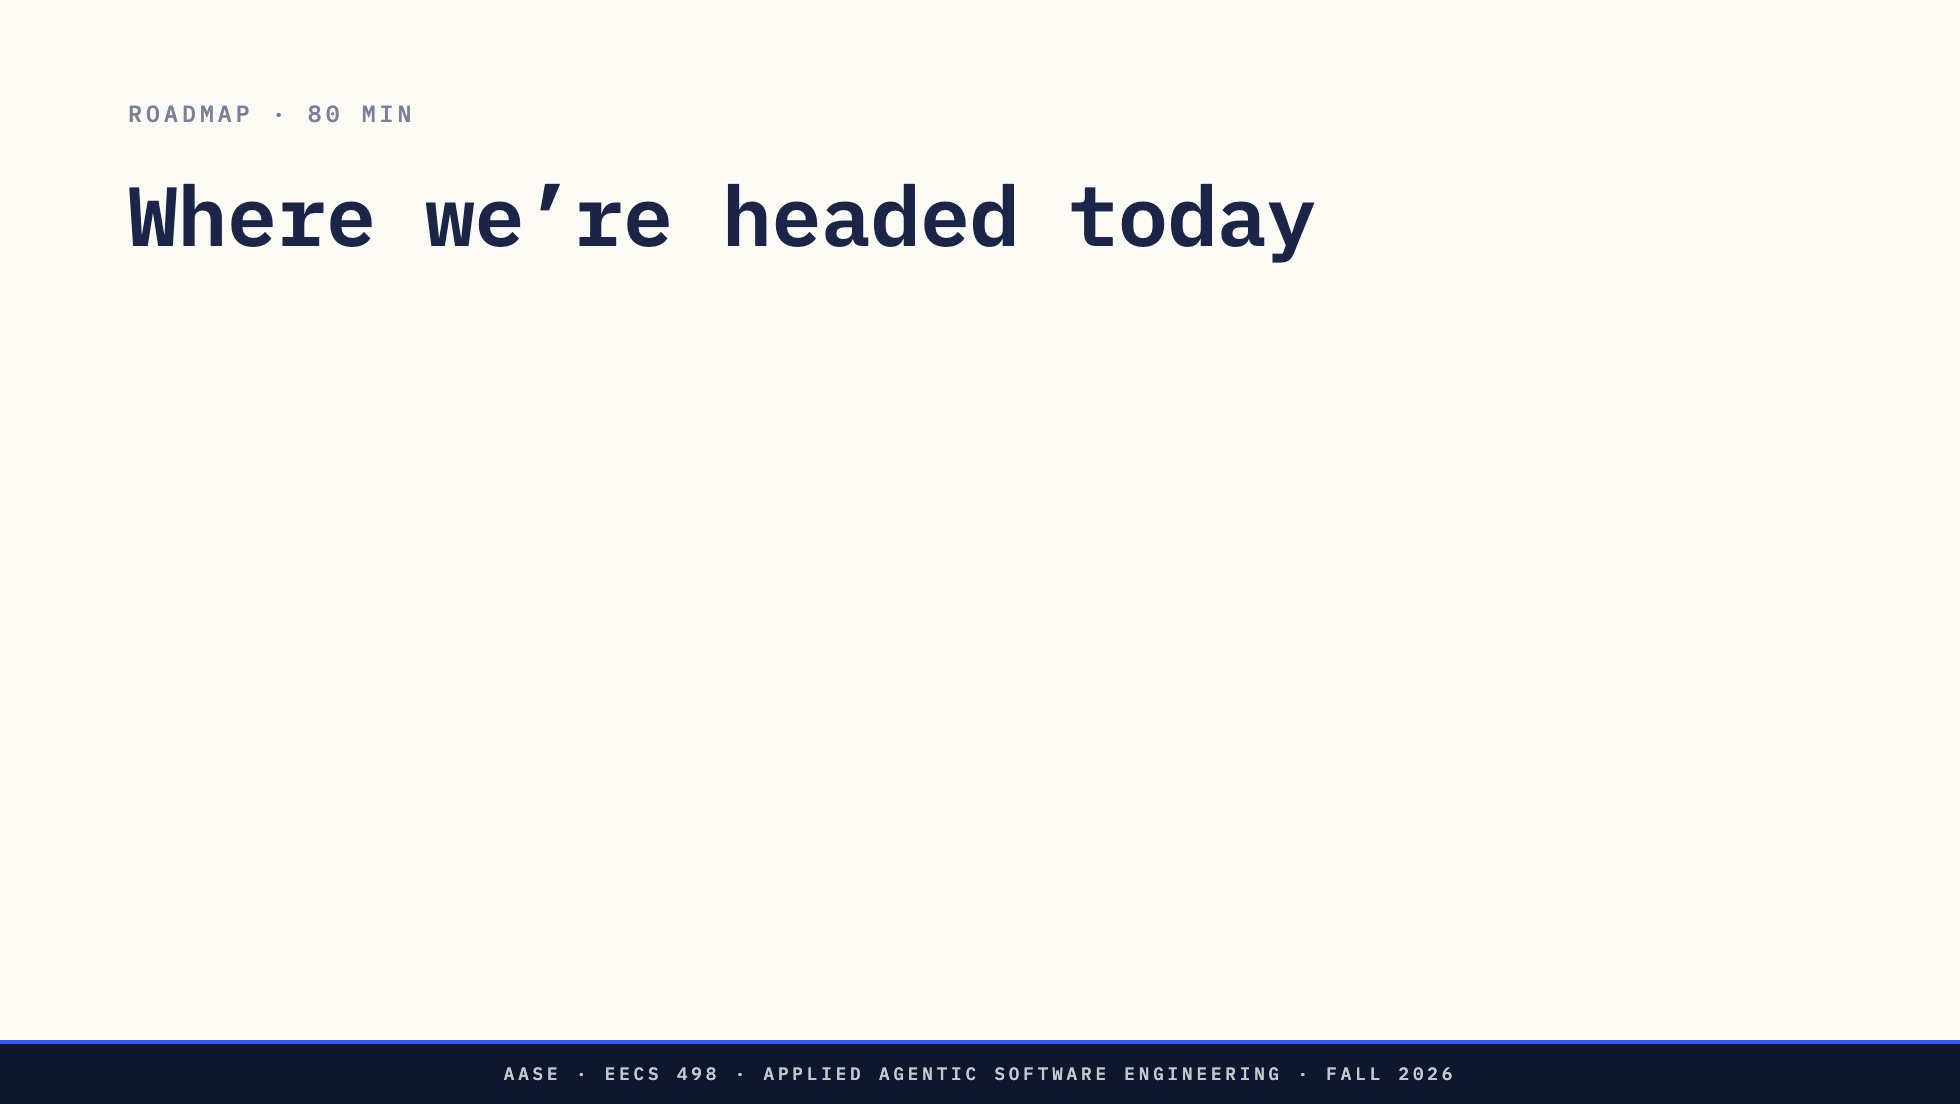 ROADMAP · 80 MIN
Where we’re headed today
AASE · EECS 498 · APPLIED AGENTIC SOFTWARE ENGINEERING · FALL 2026